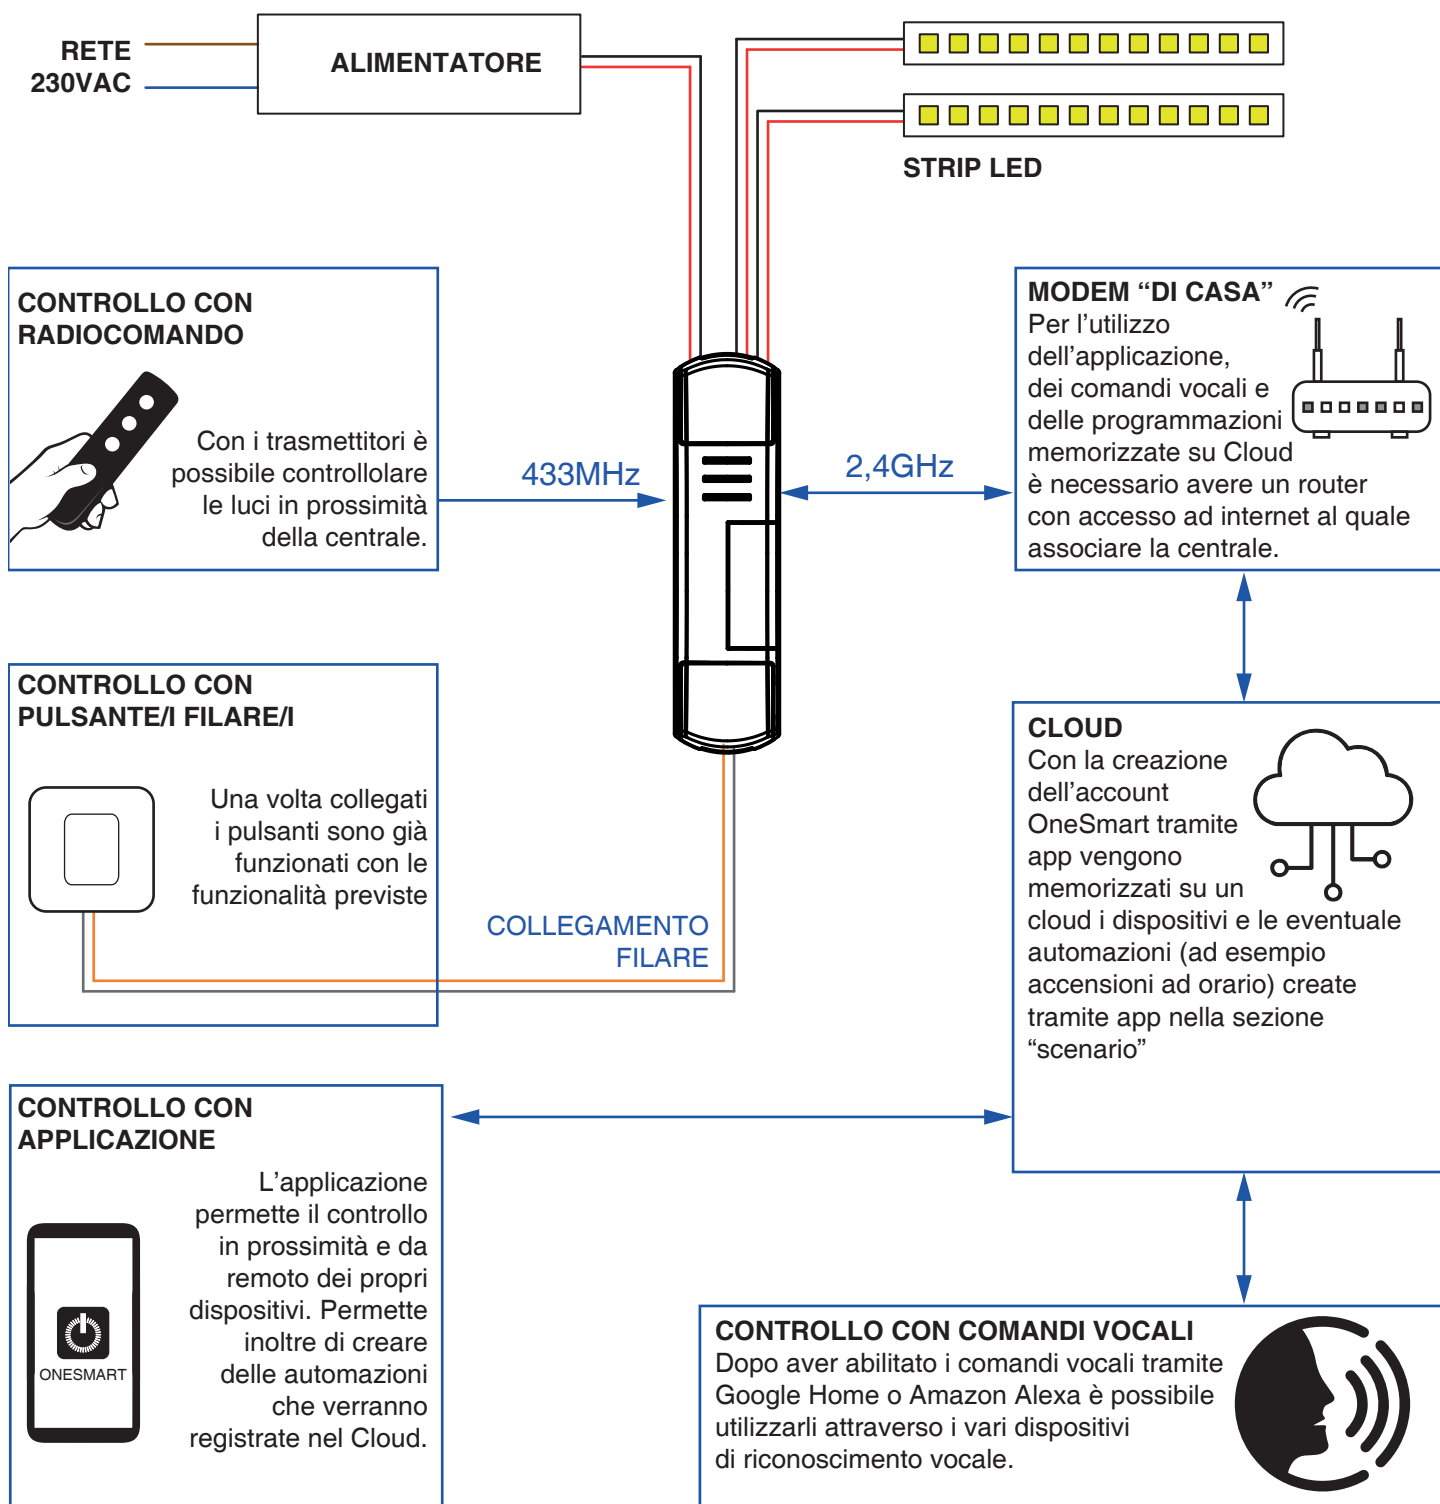 RETE
230VAC
ALIMENTATORE
STRIP LED
CONTROLLO CON
RADIOCOMANDO
Con i trasmettitori è
possibile controllolare
le luci in prossimità
della centrale.
433MHz
2,4GHz
MODEM “DI CASA”
Per l’utilizzo
dell’applicazione,
dei comandi vocali e
delle programmazioni
memorizzate su Cloud
è necessario avere un router
con accesso ad internet al quale
associare la centrale.
CONTROLLO CON
PULSANTE/I FILARE/I
Una volta collegati
i pulsanti sono già
funzionati con le
funzionalità previste
COLLEGAMENTO
FILARE
CLOUD
Con la creazione
dell’account
OneSmart tramite
app vengono
memorizzati su un
cloud i dispositivi e le eventuale
automazioni (ad esempio
accensioni ad orario) create
tramite app nella sezione
“scenario”
CONTROLLO CON
APPLICAZIONE
L’applicazione
permette il controllo
in prossimità e da
remoto dei propri
dispositivi. Permette
inoltre di creare
delle automazioni
che verranno
registrate nel Cloud.
ONESMART
CONTROLLO CON COMANDI VOCALI
Dopo aver abilitato i comandi vocali tramite
Google Home o Amazon Alexa è possibile
utilizzarli attraverso i vari dispositivi
di riconoscimento vocale.